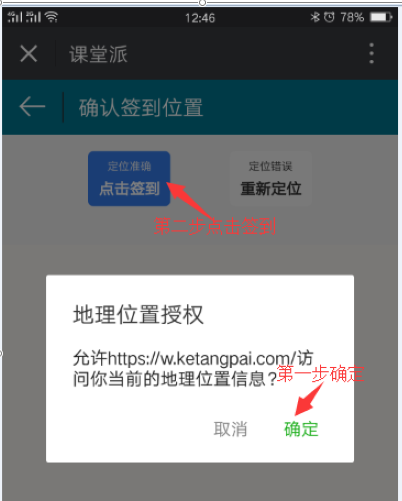 4G 2G 12:46 78%
课堂派
确认签到位置
定位准确 定位错误
点击签到 重新定位
第二步点击签到
地理位置授权
允许https://w.ketangpai.com/访
问你当前的地理位置信息？
第一步确定
取消 确定